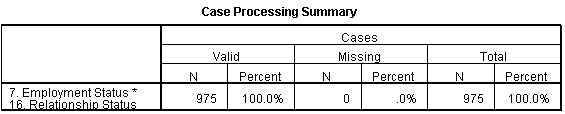 Case Processing Summary
Cases
Valid Missing Total
N Percent N Percent N Percent
7. Employment Status *
16. Relationship Status 975 100.0% 0 .0% 975 100.0%